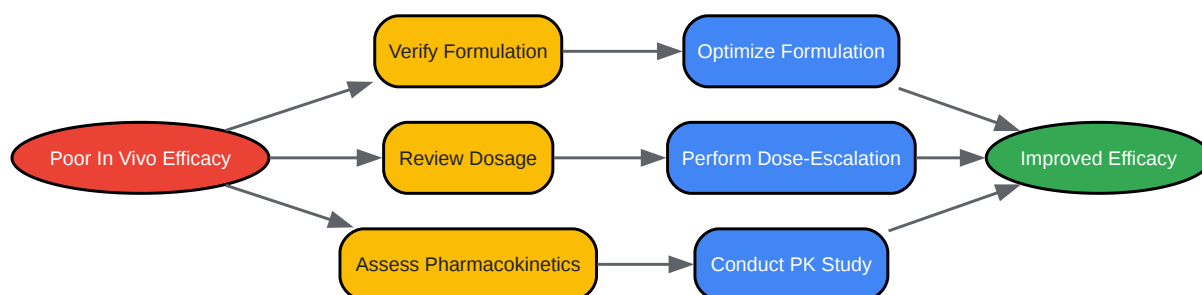 Verify Formulation
Optimize Formulation
Poor In Vivo Efficacy
Review Dosage
Perform Dose-Escalation
Improved Efficacy
Assess Pharmacokinetics
Conduct PK Study